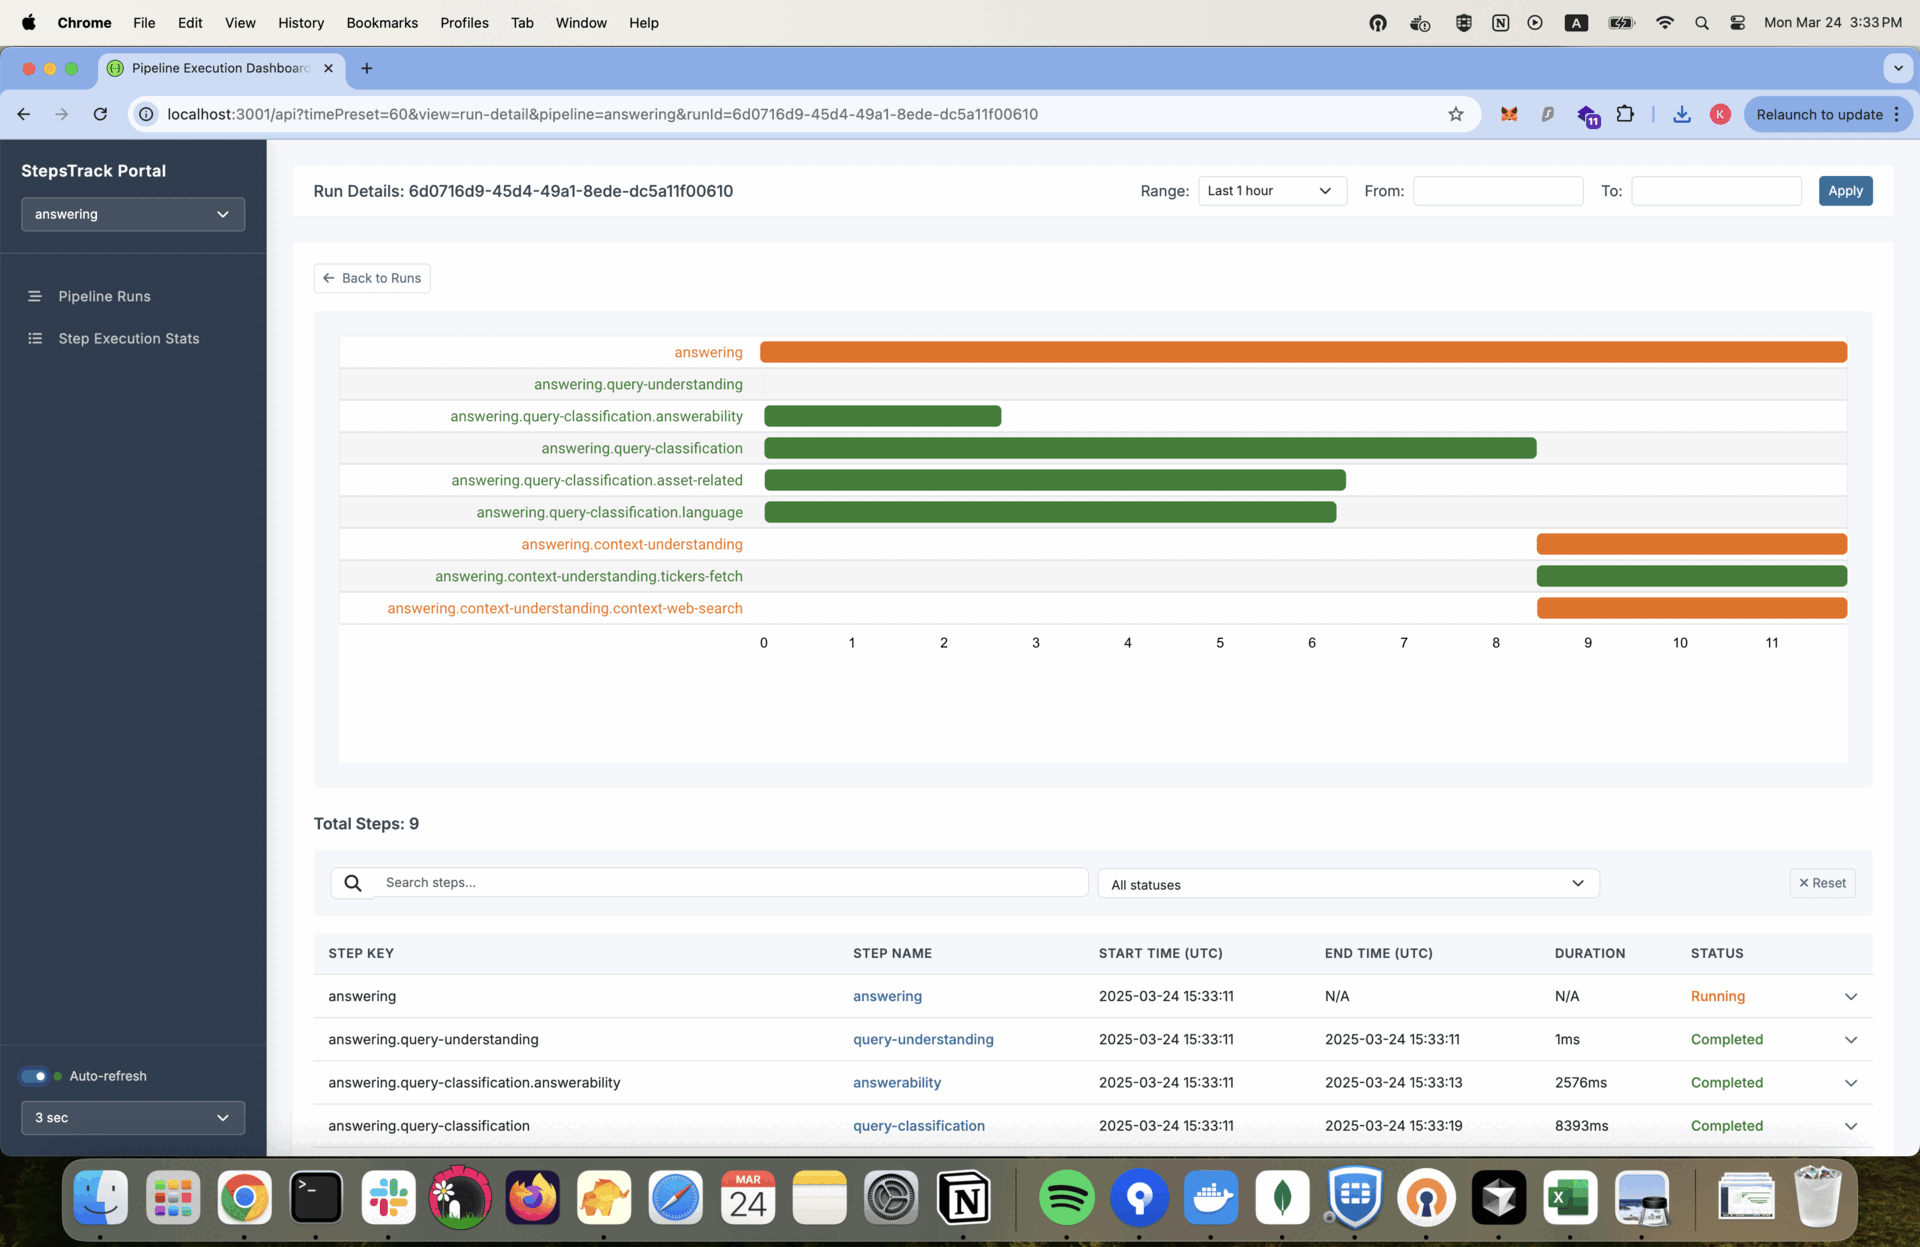 Chrome File Edit View History Bookmarks Profiles Tab Window Help A Mon Mar 24 3:33 PM
Pipeline Execution Dashboard
localhost:3001/api?timePreset=60&view=run-detail&pipeline=answering&runId=6d0716d9-45d4-49a1-8ede-dc5a11f00610 11 K Relaunch to update
StepsTrack Portal
answering
Pipeline Runs
Step Execution Stats
Auto-refresh
3 sec
Run Details: 6d0716d9-45d4-49a1-8ede-dc5a11f00610 Range: Last 1 hour From: To: Apply
Back to Runs
answering
answering.query-understanding
answering.query-classification.answerability
answering.query-classification
answering.query-classification.asset-related
answering.query-classification.language
answering.context-understanding
answering.context-understanding.tickers-fetch
answering.context-understanding.context-web-search
0 1 2 3 4 5 6 7 8 9 10 11
Total Steps: 9
Search steps... All statuses Reset
STEP KEY STEP NAME START TIME (UTC) END TIME (UTC) DURATION STATUS
answering answering 2025-03-24 15:33:11 N/A N/A Running
answering.query-understanding query-understanding 2025-03-24 15:33:11 2025-03-24 15:33:11 1ms Completed
answering.query-classification.answerability answerability 2025-03-24 15:33:11 2025-03-24 15:33:13 2576ms Completed
answering.query-classification query-classification 2025-03-24 15:33:11 2025-03-24 15:33:19 8393ms Completed
MAR
24